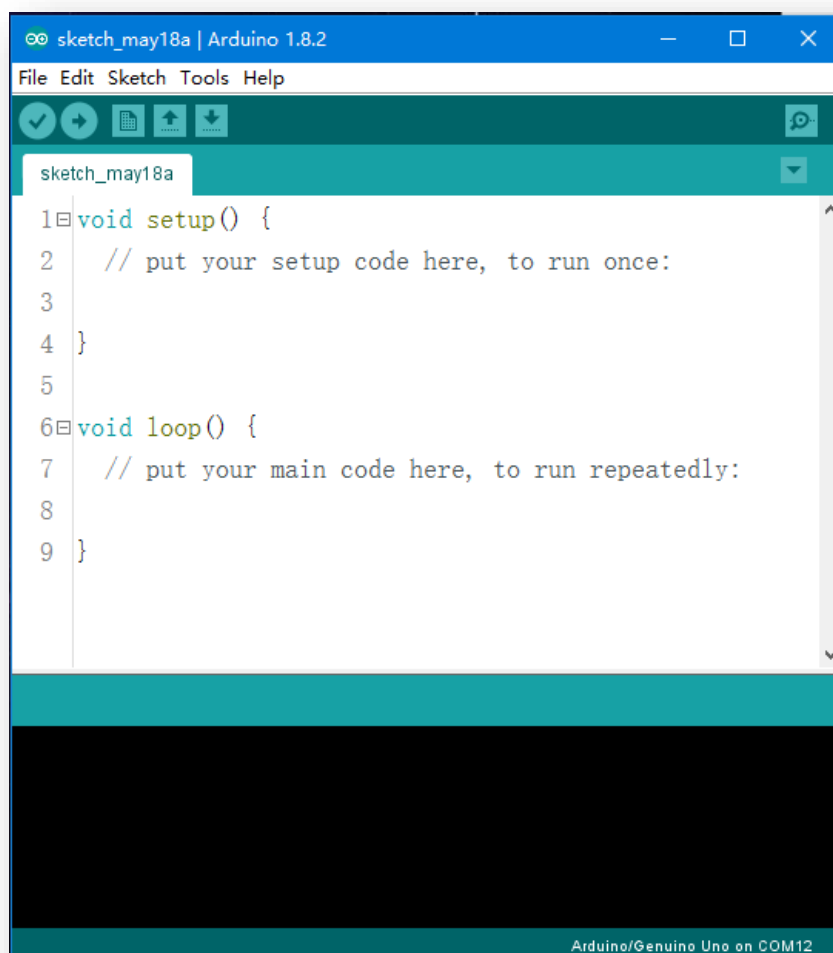 sketch_may18a | Arduino 1.8.2
File Edit Sketch Tools Help
sketch_may18a
1 void setup() {
2 // put your setup code here, to run once:
3
4 }
5
6 void loop() {
7 // put your main code here, to run repeatedly:
8
9 }
Arduino/Genuino Uno on COM12